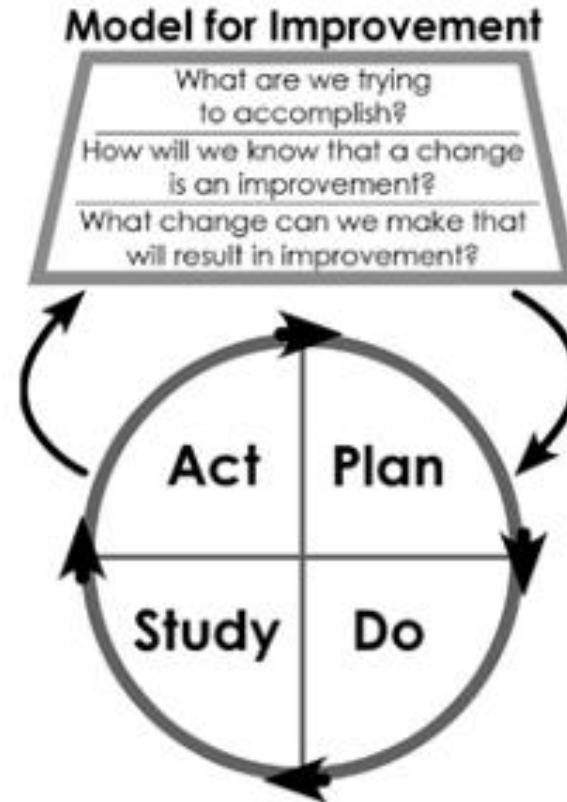 Model for Improvement
What are we trying
to accomplish?
How will we know that a change
is an improvement?
What change can we make that
will result in improvement?
Act
Plan
Study
Do